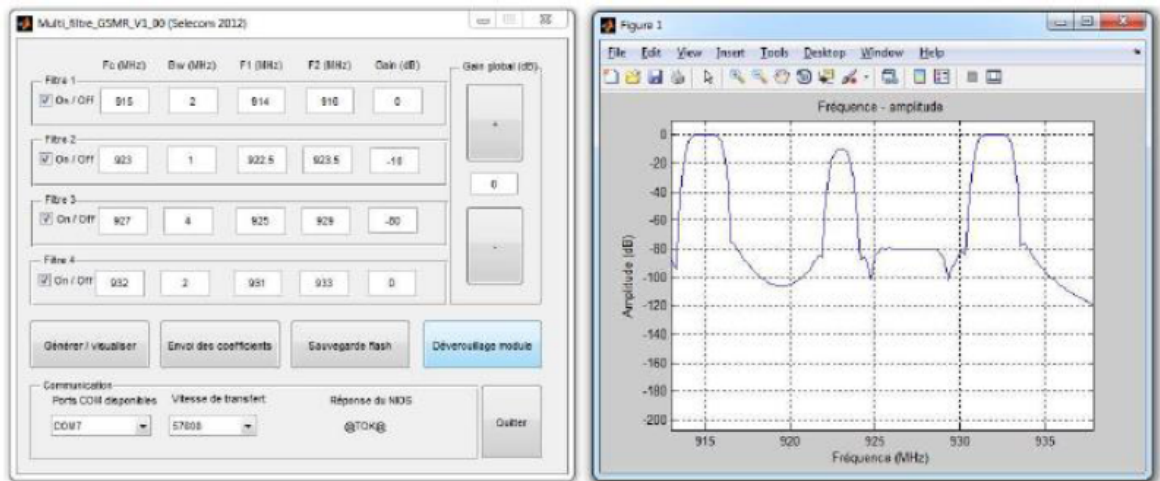 Multi_filtre_GSMR_V1_00 (Selecom 2012)
Fc (MHz) Bw (MHz) F1 (MHz) F2 (MHz) Gain (dB) Gain global (dB)
Filtre 1
On / Off 915 2 914 916 0
+
Filtre 2
On / Off 923 1 922.5 923.5 -10
0
Filtre 3
On / Off 927 4 925 929 -80
-
Filtre 4
On / Off 932 2 931 933 0
Générer / visualiser Envoi des coefficients Sauvegarde flash Déverouillage module
Communication
Ports COM disponibles Vitesse de transfert Réponse du NIOS
COM7 @TOK@ Quitter
Figure 1
File Edit View Insert Tools Desktop Window Help
Fréquence - amplitude
0
-20
-40
-60
-80
-100
-120
-140
-160
-180
-200
Amplitude (dB)
915 920 925 930 935
Fréquence (MHz)